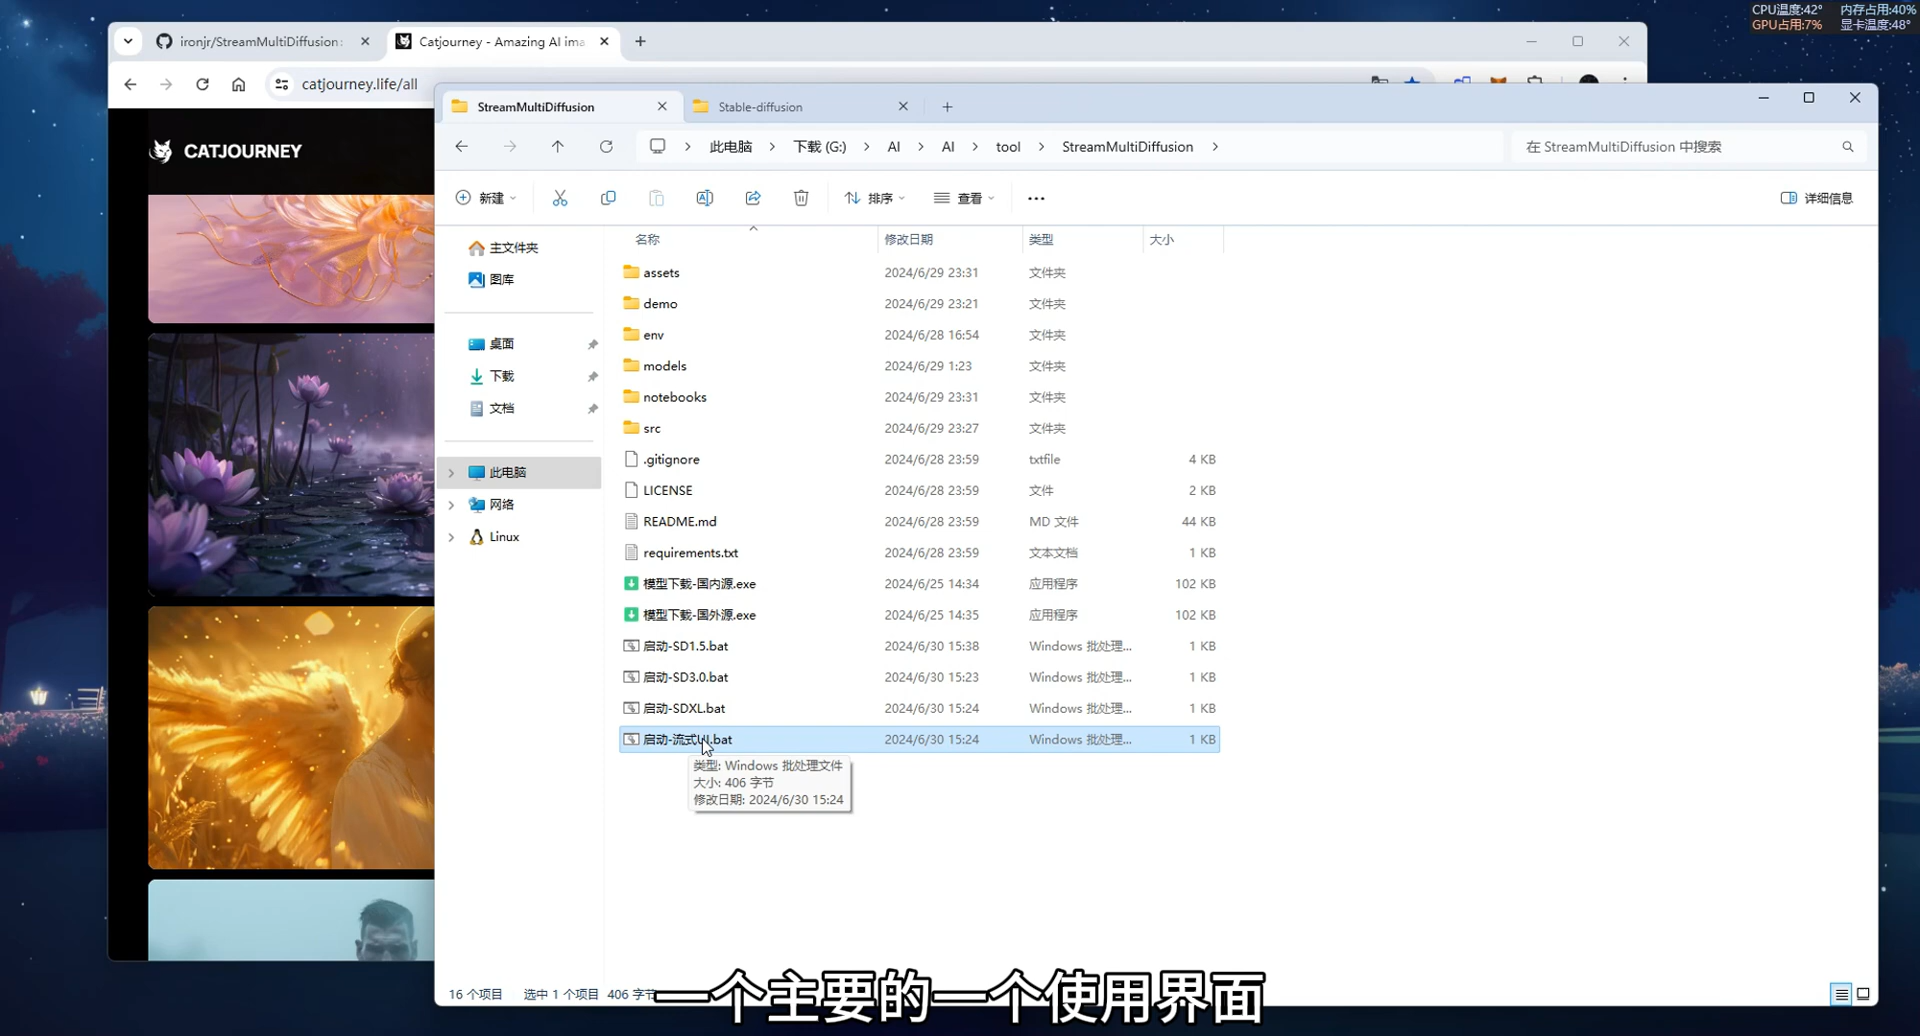 CPU温度:42° 内存占用:40%
GPU占用:7% 显卡温度:48°
ironjr/StreamMultiDiffusion:
Catjourney - Amazing AI ima
catjourney.life/all
CATJOURNEY
StreamMultiDiffusion
Stable-diffusion
此电脑 > 下载 (G:) > AI > AI > tool > StreamMultiDiffusion >
在 StreamMultiDiffusion 中搜索
新建
排序
查看
详细信息
主文件夹
图库
桌面
下载
文档
此电脑
网络
Linux
名称 修改日期 类型 大小
assets 2024/6/29 23:31 文件夹
demo 2024/6/29 23:21 文件夹
env 2024/6/28 16:54 文件夹
models 2024/6/29 1:23 文件夹
notebooks 2024/6/29 23:31 文件夹
src 2024/6/29 23:27 文件夹
.gitignore 2024/6/28 23:59 txtfile 4 KB
LICENSE 2024/6/28 23:59 文件 2 KB
README.md 2024/6/28 23:59 MD 文件 44 KB
requirements.txt 2024/6/28 23:59 文本文档 1 KB
模型下载-国内源.exe 2024/6/25 14:34 应用程序 102 KB
模型下载-国外源.exe 2024/6/25 14:35 应用程序 102 KB
启动-SD1.5.bat 2024/6/30 15:38 Windows 批处理... 1 KB
启动-SD3.0.bat 2024/6/30 15:23 Windows 批处理... 1 KB
启动-SDXL.bat 2024/6/30 15:24 Windows 批处理... 1 KB
启动-流式UI.bat 2024/6/30 15:24 Windows 批处理... 1 KB
类型: Windows 批处理文件
大小: 406 字节
修改日期: 2024/6/30 15:24
16 个项目 选中 1 个项目 406 字节
一个主要的一个使用界面